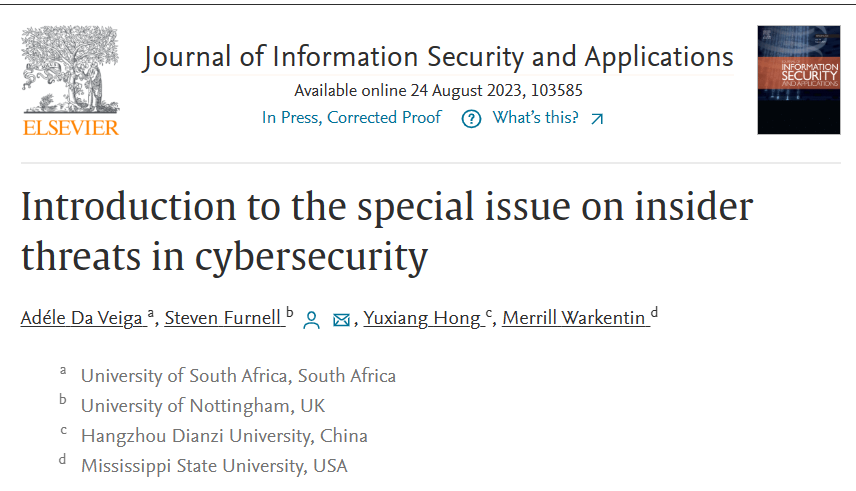 Journal of Information Security and Applications
Available online 24 August 2023, 103585
In Press, Corrected Proof ? What's this? ↗
ELSEVIER
INFORMATION
SECURITY
AND APPLICATIONS
Introduction to the special issue on insider
threats in cybersecurity
Adéle Da Veiga a, Steven Furnell b, Yuxiang Hong c, Merrill Warkentin d
a University of South Africa, South Africa
b University of Nottingham, UK
c Hangzhou Dianzi University, China
d Mississippi State University, USA